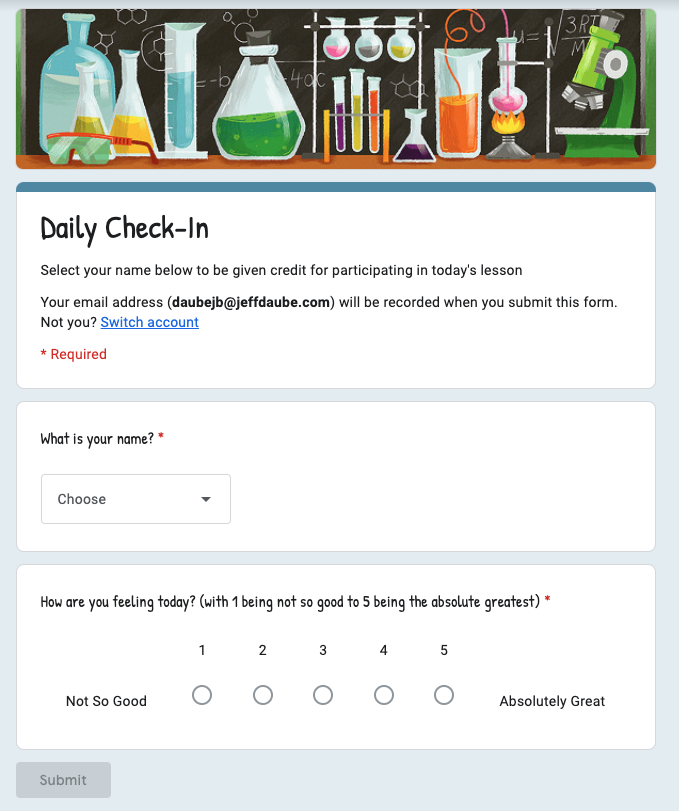 μ=
3RT
M
=-b
-4ac
Daily Check-In
Select your name below to be given credit for participating in today's lesson
Your email address (daubejb@jeffdaube.com) will be recorded when you submit this form.
Not you? Switch account
* Required
What is your name? *
Choose
How are you feeling today? (with 1 being not so good to 5 being the absolute greatest) *
1 2 3 4 5
Not So Good Absolutely Great
Submit